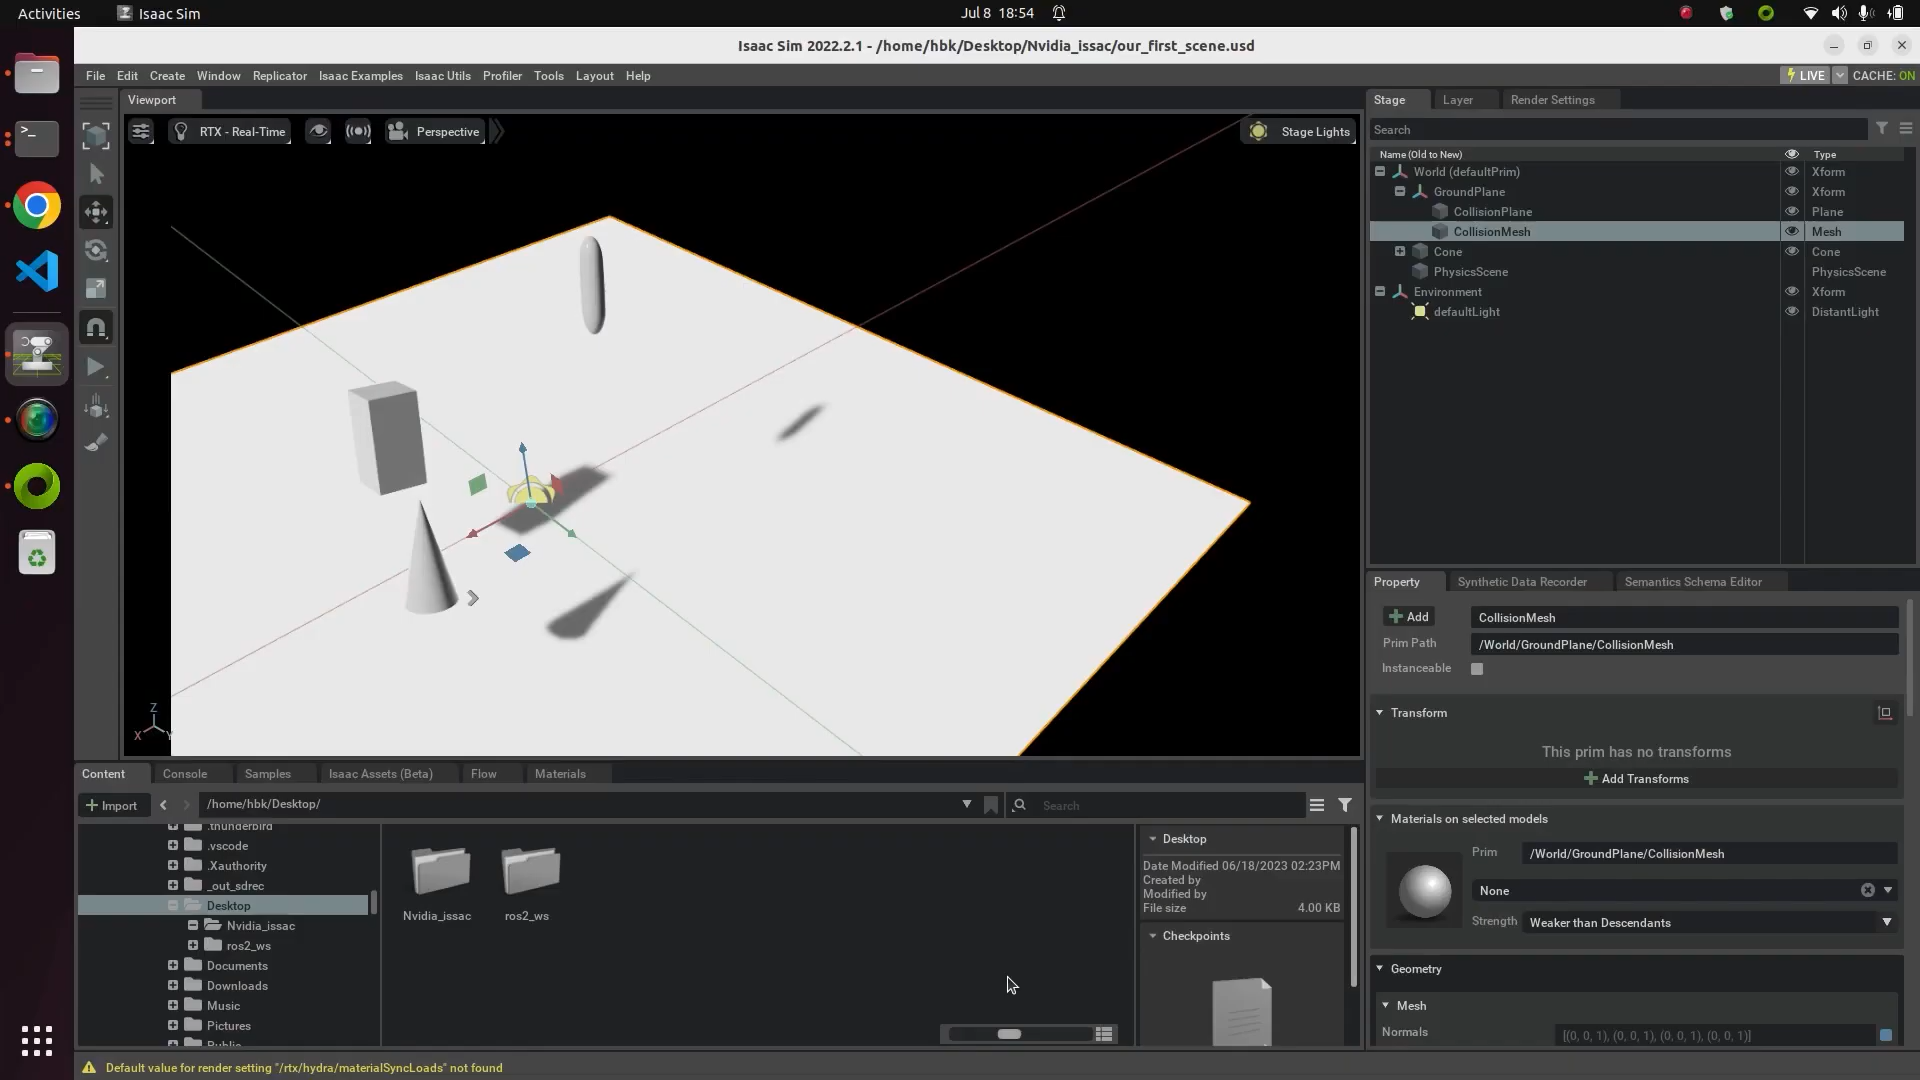 Activities
Isaac Sim
Jul 8 18:54
Isaac Sim 2022.2.1 - /home/hbk/Desktop/Nvidia_issac/our_first_scene.usd
File Edit Create Window Replicator Isaac Examples Isaac Utils Profiler Tools Layout Help
LIVE
CACHE: ON
Viewport
RTX - Real-Time
Perspective
Stage Lights
Z
X
Y
Stage
Layer
Render Settings
Search
Name (Old to New) Type
World (defaultPrim) Xform
GroundPlane Xform
CollisionPlane Plane
CollisionMesh Mesh
Cone Cone
PhysicsScene PhysicsScene
Environment Xform
defaultLight DistantLight
Property
Synthetic Data Recorder
Semantics Schema Editor
Add
CollisionMesh
Prim Path /World/GroundPlane/CollisionMesh
Instanceable
Transform
This prim has no transforms
Add Transforms
Materials on selected models
Prim /World/GroundPlane/CollisionMesh
None
Strength Weaker than Descendants
Geometry
Mesh
Normals [(0, 0, 1), (0, 0, 1), (0, 0, 1), (0, 0, 1)]
Content
Console
Samples
Isaac Assets (Beta)
Flow
Materials
Import
/home/hbk/Desktop/
Search
.thunderbird
.vscode
.Xauthority
_out_sdrec
Desktop
Nvidia_issac
ros2_ws
Documents
Downloads
Music
Pictures
Public
Nvidia_issac
ros2_ws
Desktop
Date Modified 06/18/2023 02:23PM
Created by
Modified by
File size 4.00 KB
Checkpoints
Default value for render setting "/rtx/hydra/materialSyncLoads" not found